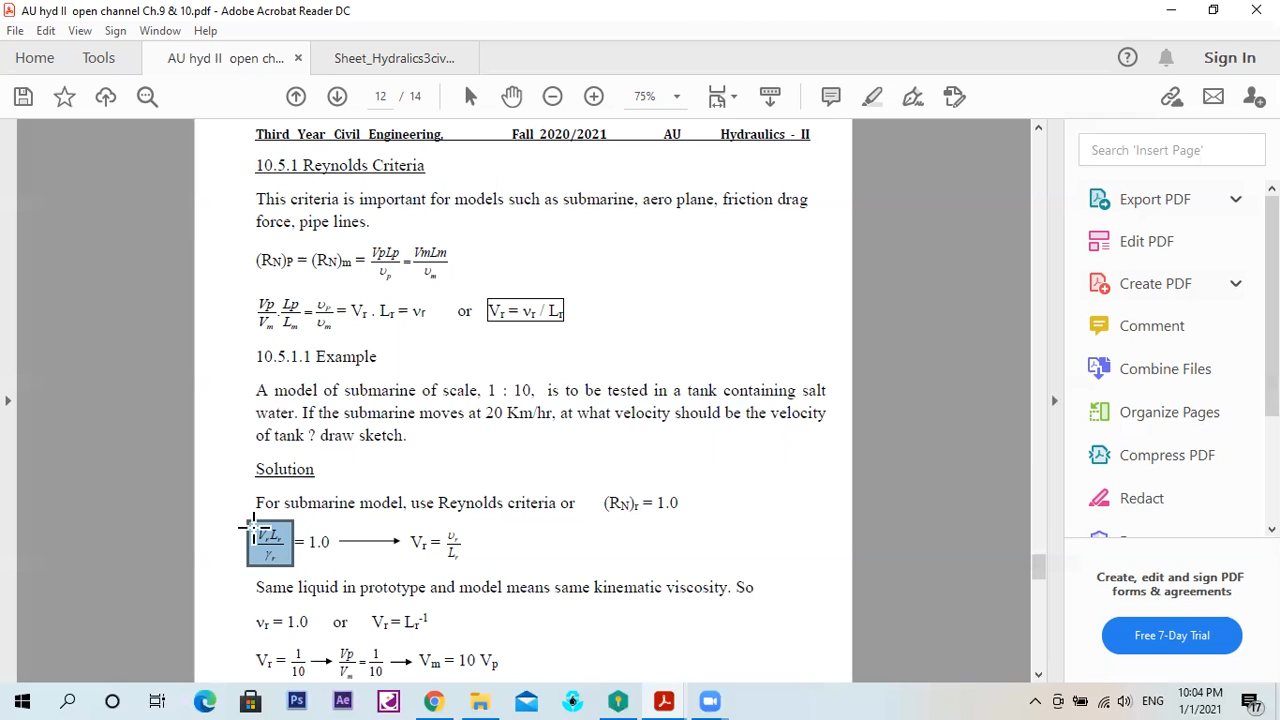 AU hyd II open channel Ch.9 & 10.pdf - Adobe Acrobat Reader DC
File Edit View Sign Window Help
Home Tools AU hyd II open ch... × Sheet_Hydralics3civ... Sign In
12 / 14 75%
Search 'Insert Page'
Export PDF
Edit PDF
Create PDF
Comment
Combine Files
Organize Pages
Compress PDF
Redact
Create, edit and sign PDF
forms & agreements
Free 7-Day Trial
Third Year Civil Engineering, Fall 2020/2021 AU Hydraulics - II
10.5.1 Reynolds Criteria
This criteria is important for models such as submarine, aero plane, friction drag
force, pipe lines.
(RN)P = (RN)m = VpLp/υp = VmLm/υm
Vp/Vm . Lp/Lm = υp/υm = Vr . Lr = νr or Vr = νr / Lr
10.5.1.1 Example
A model of submarine of scale, 1 : 10, is to be tested in a tank containing salt
water. If the submarine moves at 20 Km/hr, at what velocity should be the velocity
of tank ? draw sketch.
Solution
For submarine model, use Reynolds criteria or (RN)r = 1.0
VrLr/γr = 1.0 → Vr = υr/Lr
Same liquid in prototype and model means same kinematic viscosity. So
νr = 1.0 or Vr = Lr⁻¹
Vr = 1/10 → Vp/Vm = 1/10 → Vm = 10 Vp
Ps Ae
ENG 10:04 PM
1/1/2021
17